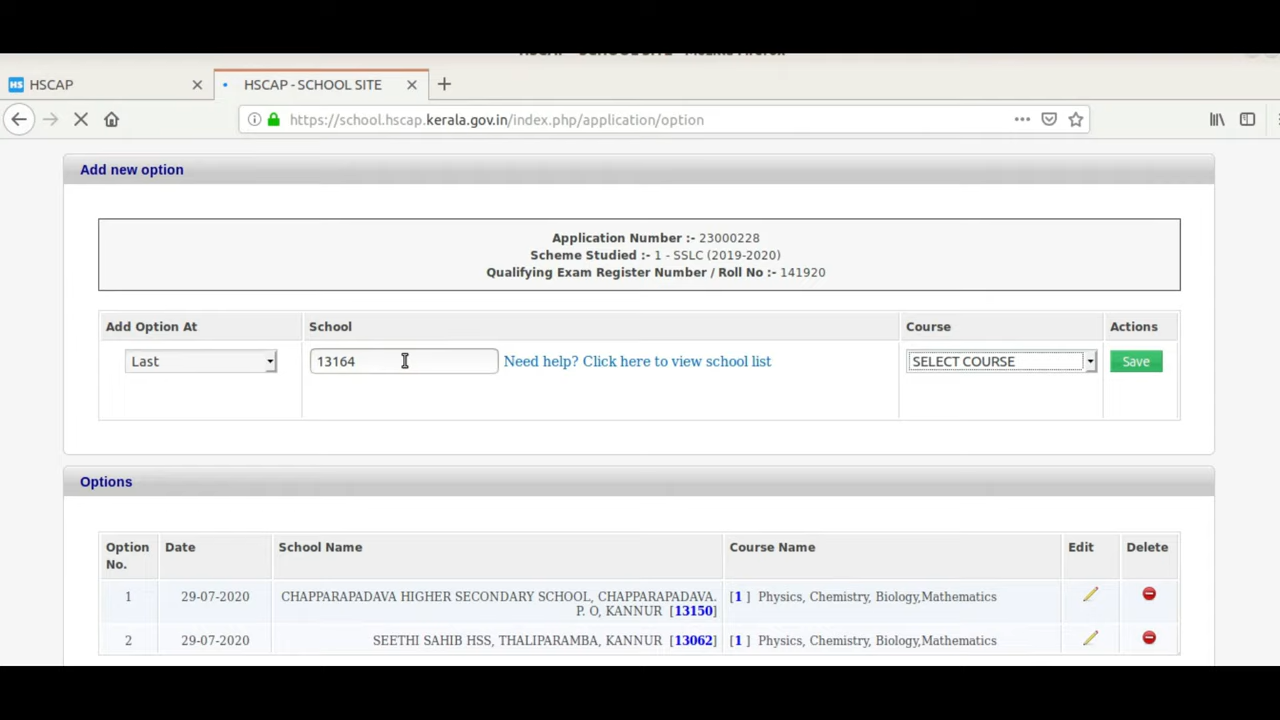 HSCAP
HSCAP - SCHOOL SITE
https://school.hscap.kerala.gov.in/index.php/application/option
Add new option
Application Number :- 23000228
Scheme Studied :- 1 - SSLC (2019-2020)
Qualifying Exam Register Number / Roll No :- 141920
Add Option At School Course Actions
Last 13164 Need help? Click here to view school list SELECT COURSE Save
Options
Option No. Date School Name Course Name Edit Delete
1 29-07-2020 CHAPPARAPADAVA HIGHER SECONDARY SCHOOL, CHAPPARAPADAVA. [1 ] Physics, Chemistry, Biology,Mathematics
P. O, KANNUR [13150]
2 29-07-2020 SEETHI SAHIB HSS, THALIPARAMBA, KANNUR [13062] [1 ] Physics, Chemistry, Biology,Mathematics